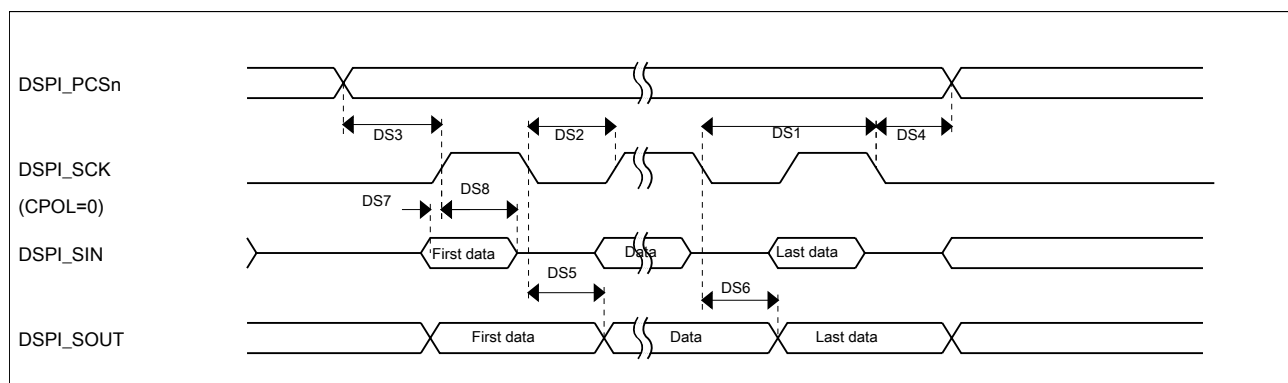 DSPI_PCSn
DS3
DS2
DS1
DS4
DSPI_SCK
(CPOL=0)
DS7
DS8
DSPI_SIN
First data
Data
Last data
DS5
DS6
DSPI_SOUT
First data
Data
Last data